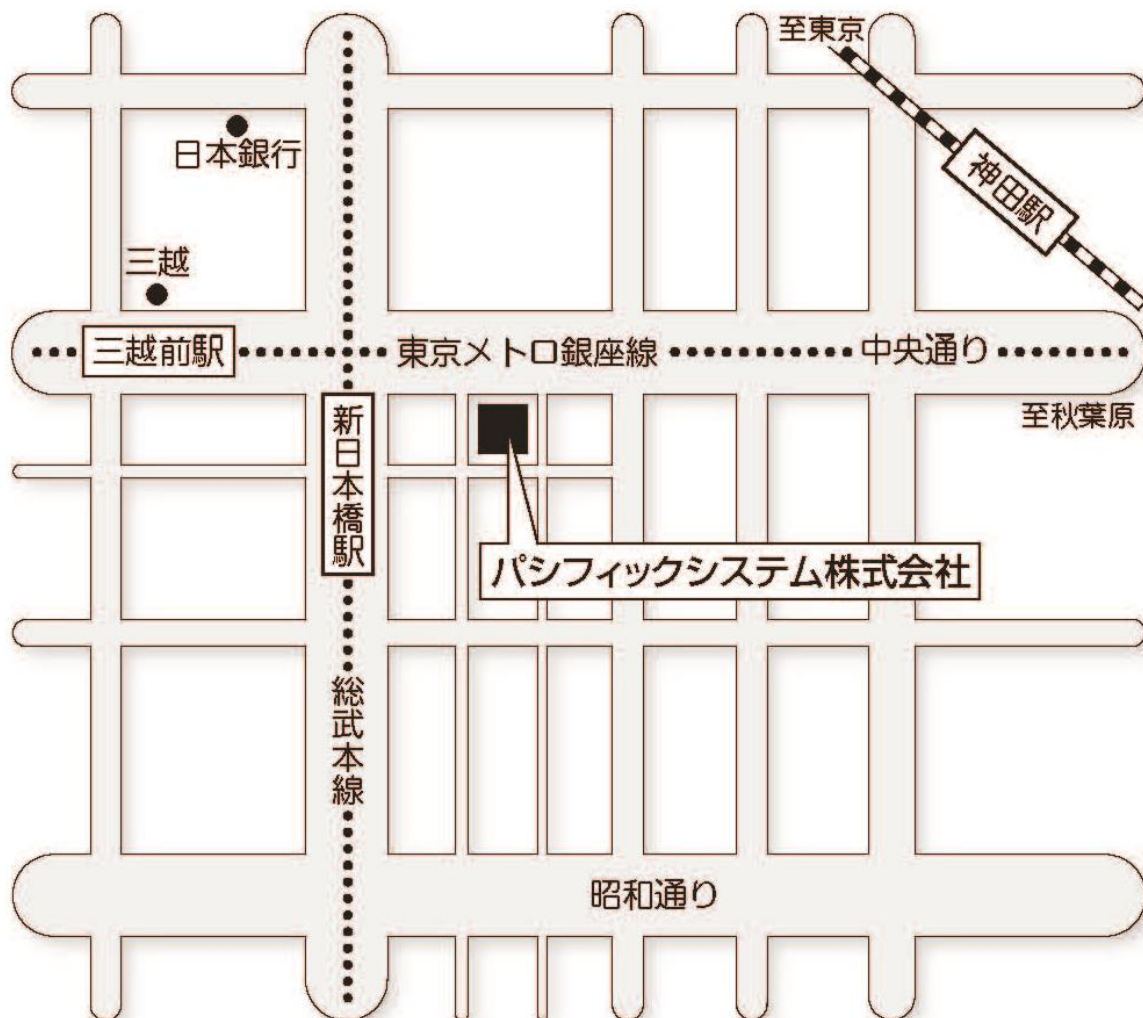 至東京
日本銀行
神田駅
三越
三越前駅
東京メトロ銀座線
中央通り
至秋葉原
新日本橋駅
パシフィックシステム株式会社
総武本線
昭和通り